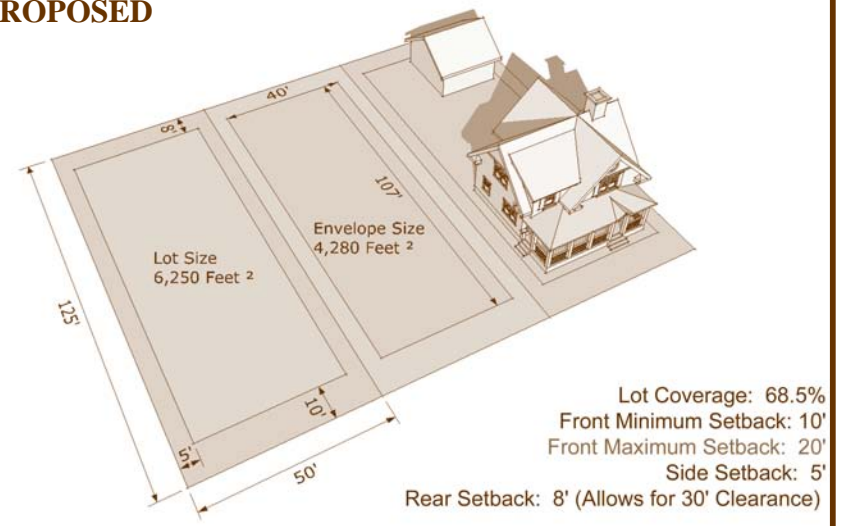 ROPOSED
40'
8'
107'
Envelope Size
4,280 Feet ²
Lot Size
6,250 Feet ²
125'
10'
5'
50'
Lot Coverage: 68.5%
Front Minimum Setback: 10'
Front Maximum Setback: 20'
Side Setback: 5'
Rear Setback: 8' (Allows for 30' Clearance)